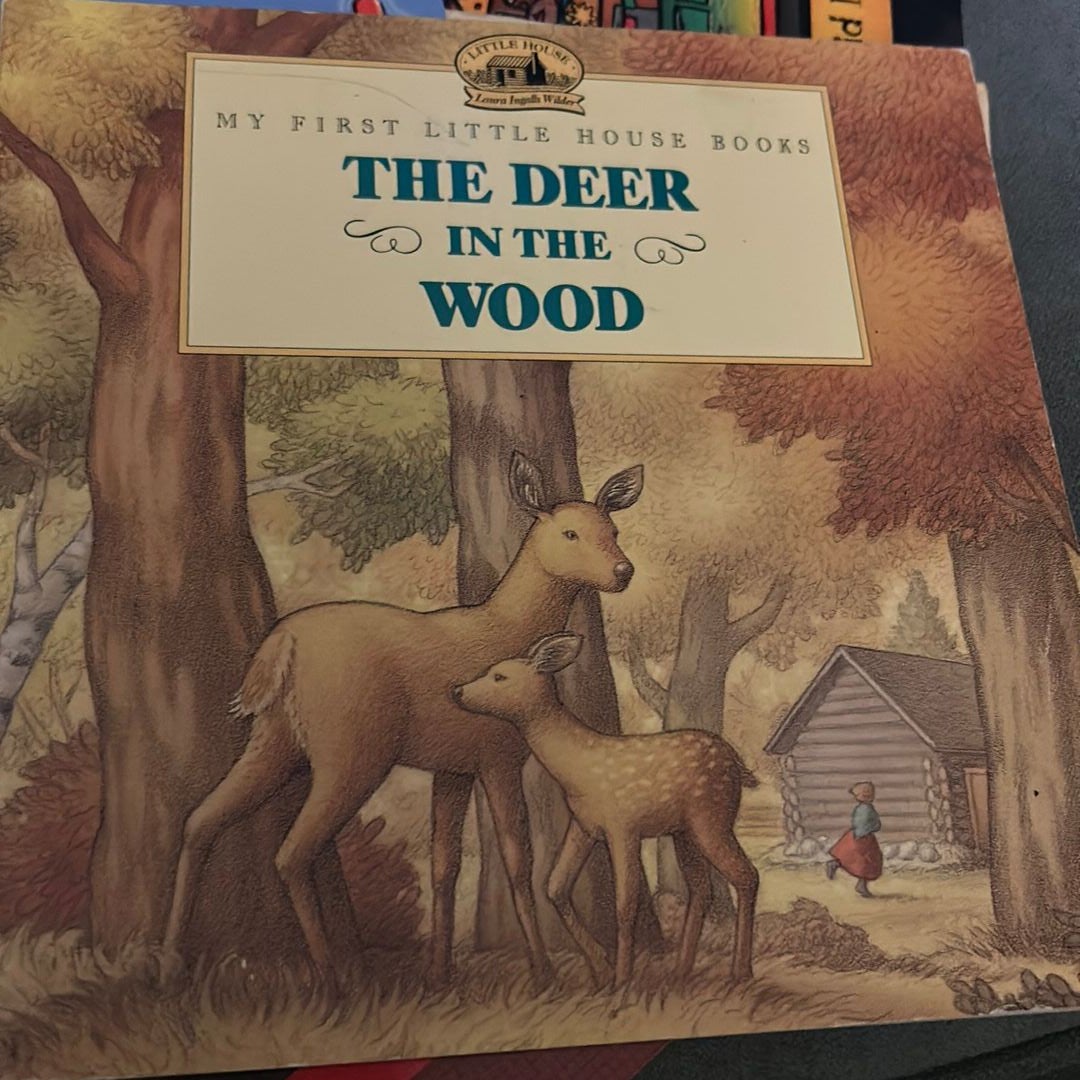 LITTLE HOUSE
Laura Ingalls Wilder
MY FIRST LITTLE HOUSE BOOKS
THE DEER
IN THE
WOOD